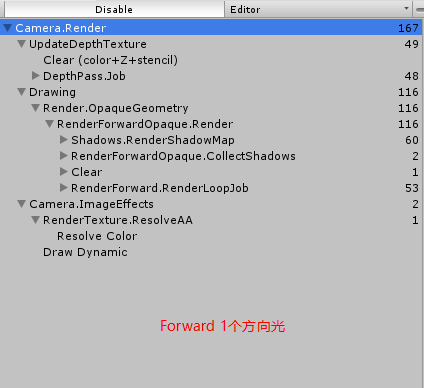 Disable Editor
Camera.Render 167
UpdateDepthTexture 49
Clear (color+Z+stencil)
DepthPass.Job 48
Drawing 116
Render.OpaqueGeometry 116
RenderForwardOpaque.Render 116
Shadows.RenderShadowMap 60
RenderForwardOpaque.CollectShadows 2
Clear 1
RenderForward.RenderLoopJob 53
Camera.ImageEffects 2
RenderTexture.ResolveAA 1
Resolve Color
Draw Dynamic
Forward 1个方向光